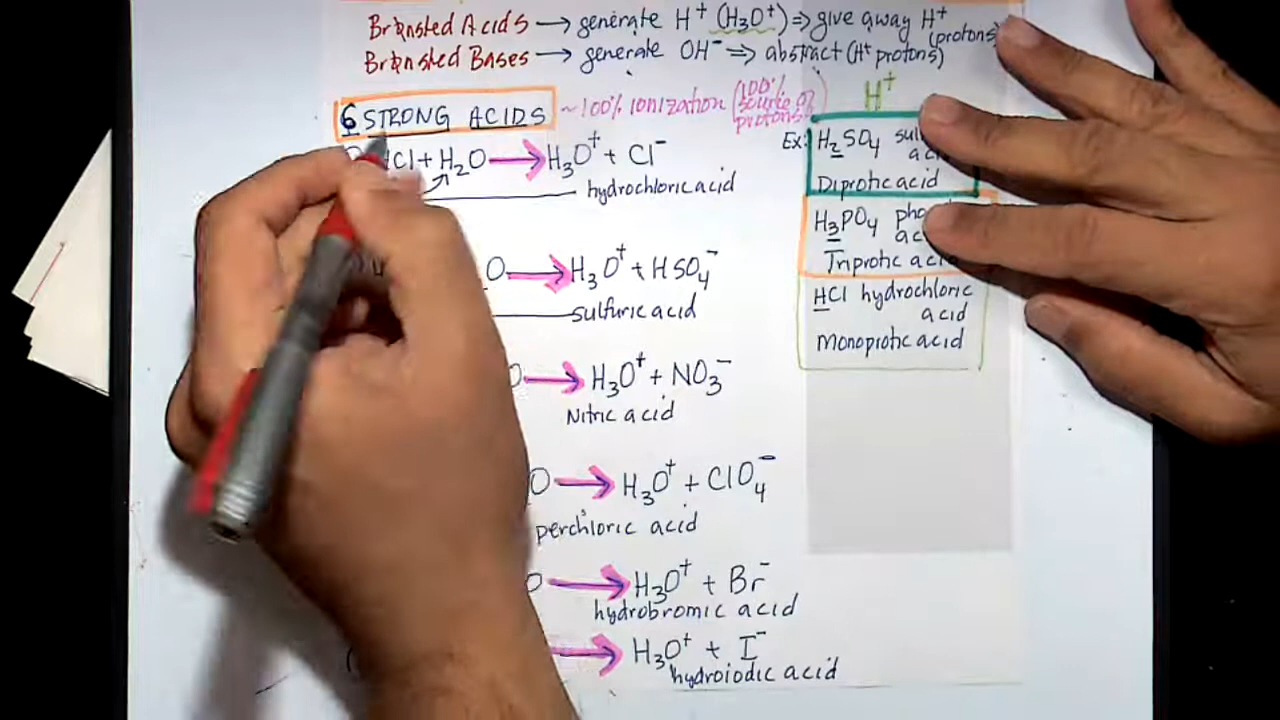 Brønsted Acids → generate H⁺ (H₃O⁺) ⇒ give away H⁺ (protons)
Brønsted Bases → generate OH⁻ ⇒ abstract (H⁺ protons)
6 STRONG ACIDS ~100% ionization (100% source of protons)
HCl + H₂O → H₃O⁺ + Cl⁻
hydrochloric acid
O → H₃O⁺ + HSO₄⁻
sulfuric acid
O → H₃O⁺ + NO₃⁻
Nitric acid
O → H₃O⁺ + ClO₄⁻
perchloric acid
O → H₃O⁺ + Br⁻
hydrobromic acid
→ H₃O⁺ + I⁻
hydroiodic acid
H⁺
Ex: H₂SO₄
Diprotic acid
H₃PO₄
Triprotic acid
HCl hydrochloric
acid
monoprotic acid